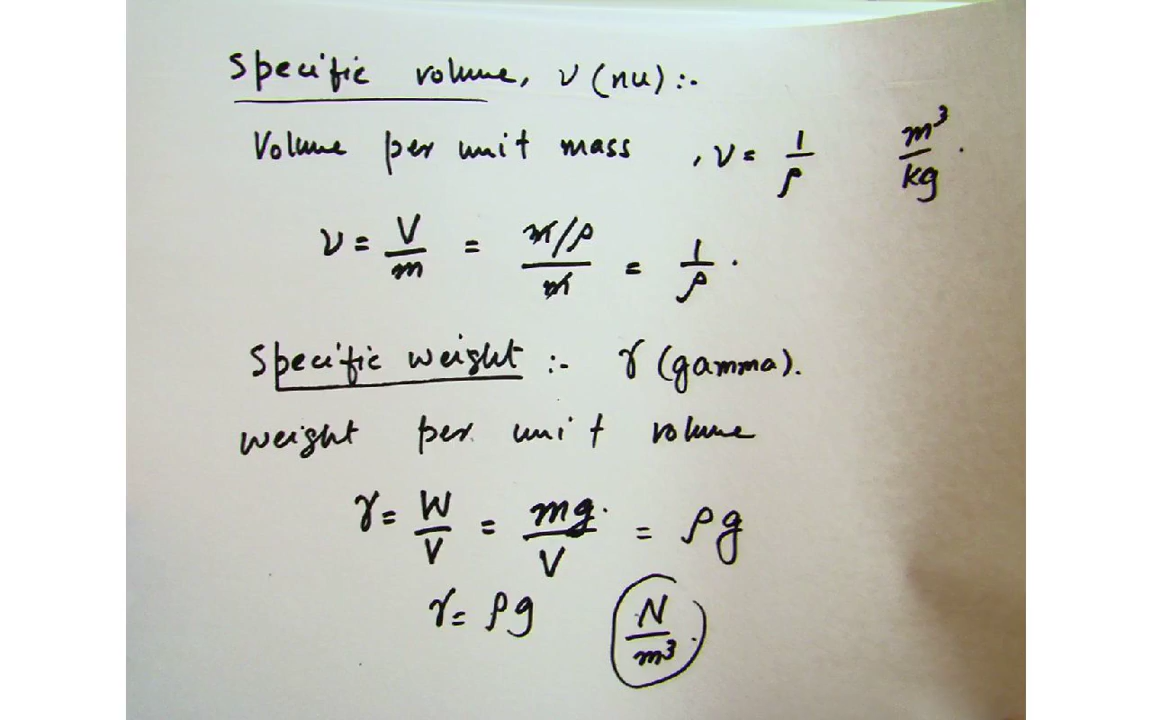 Specific volume, ν (nu) :-
Volume per unit mass , ν = 1/ρ m³/kg .
ν = V/m = m/ρ / m = 1/ρ .
Specific weight :- γ (gamma).
weight per unit volume
γ = W/V = mg/V = ρg
γ = ρg N/m³ .